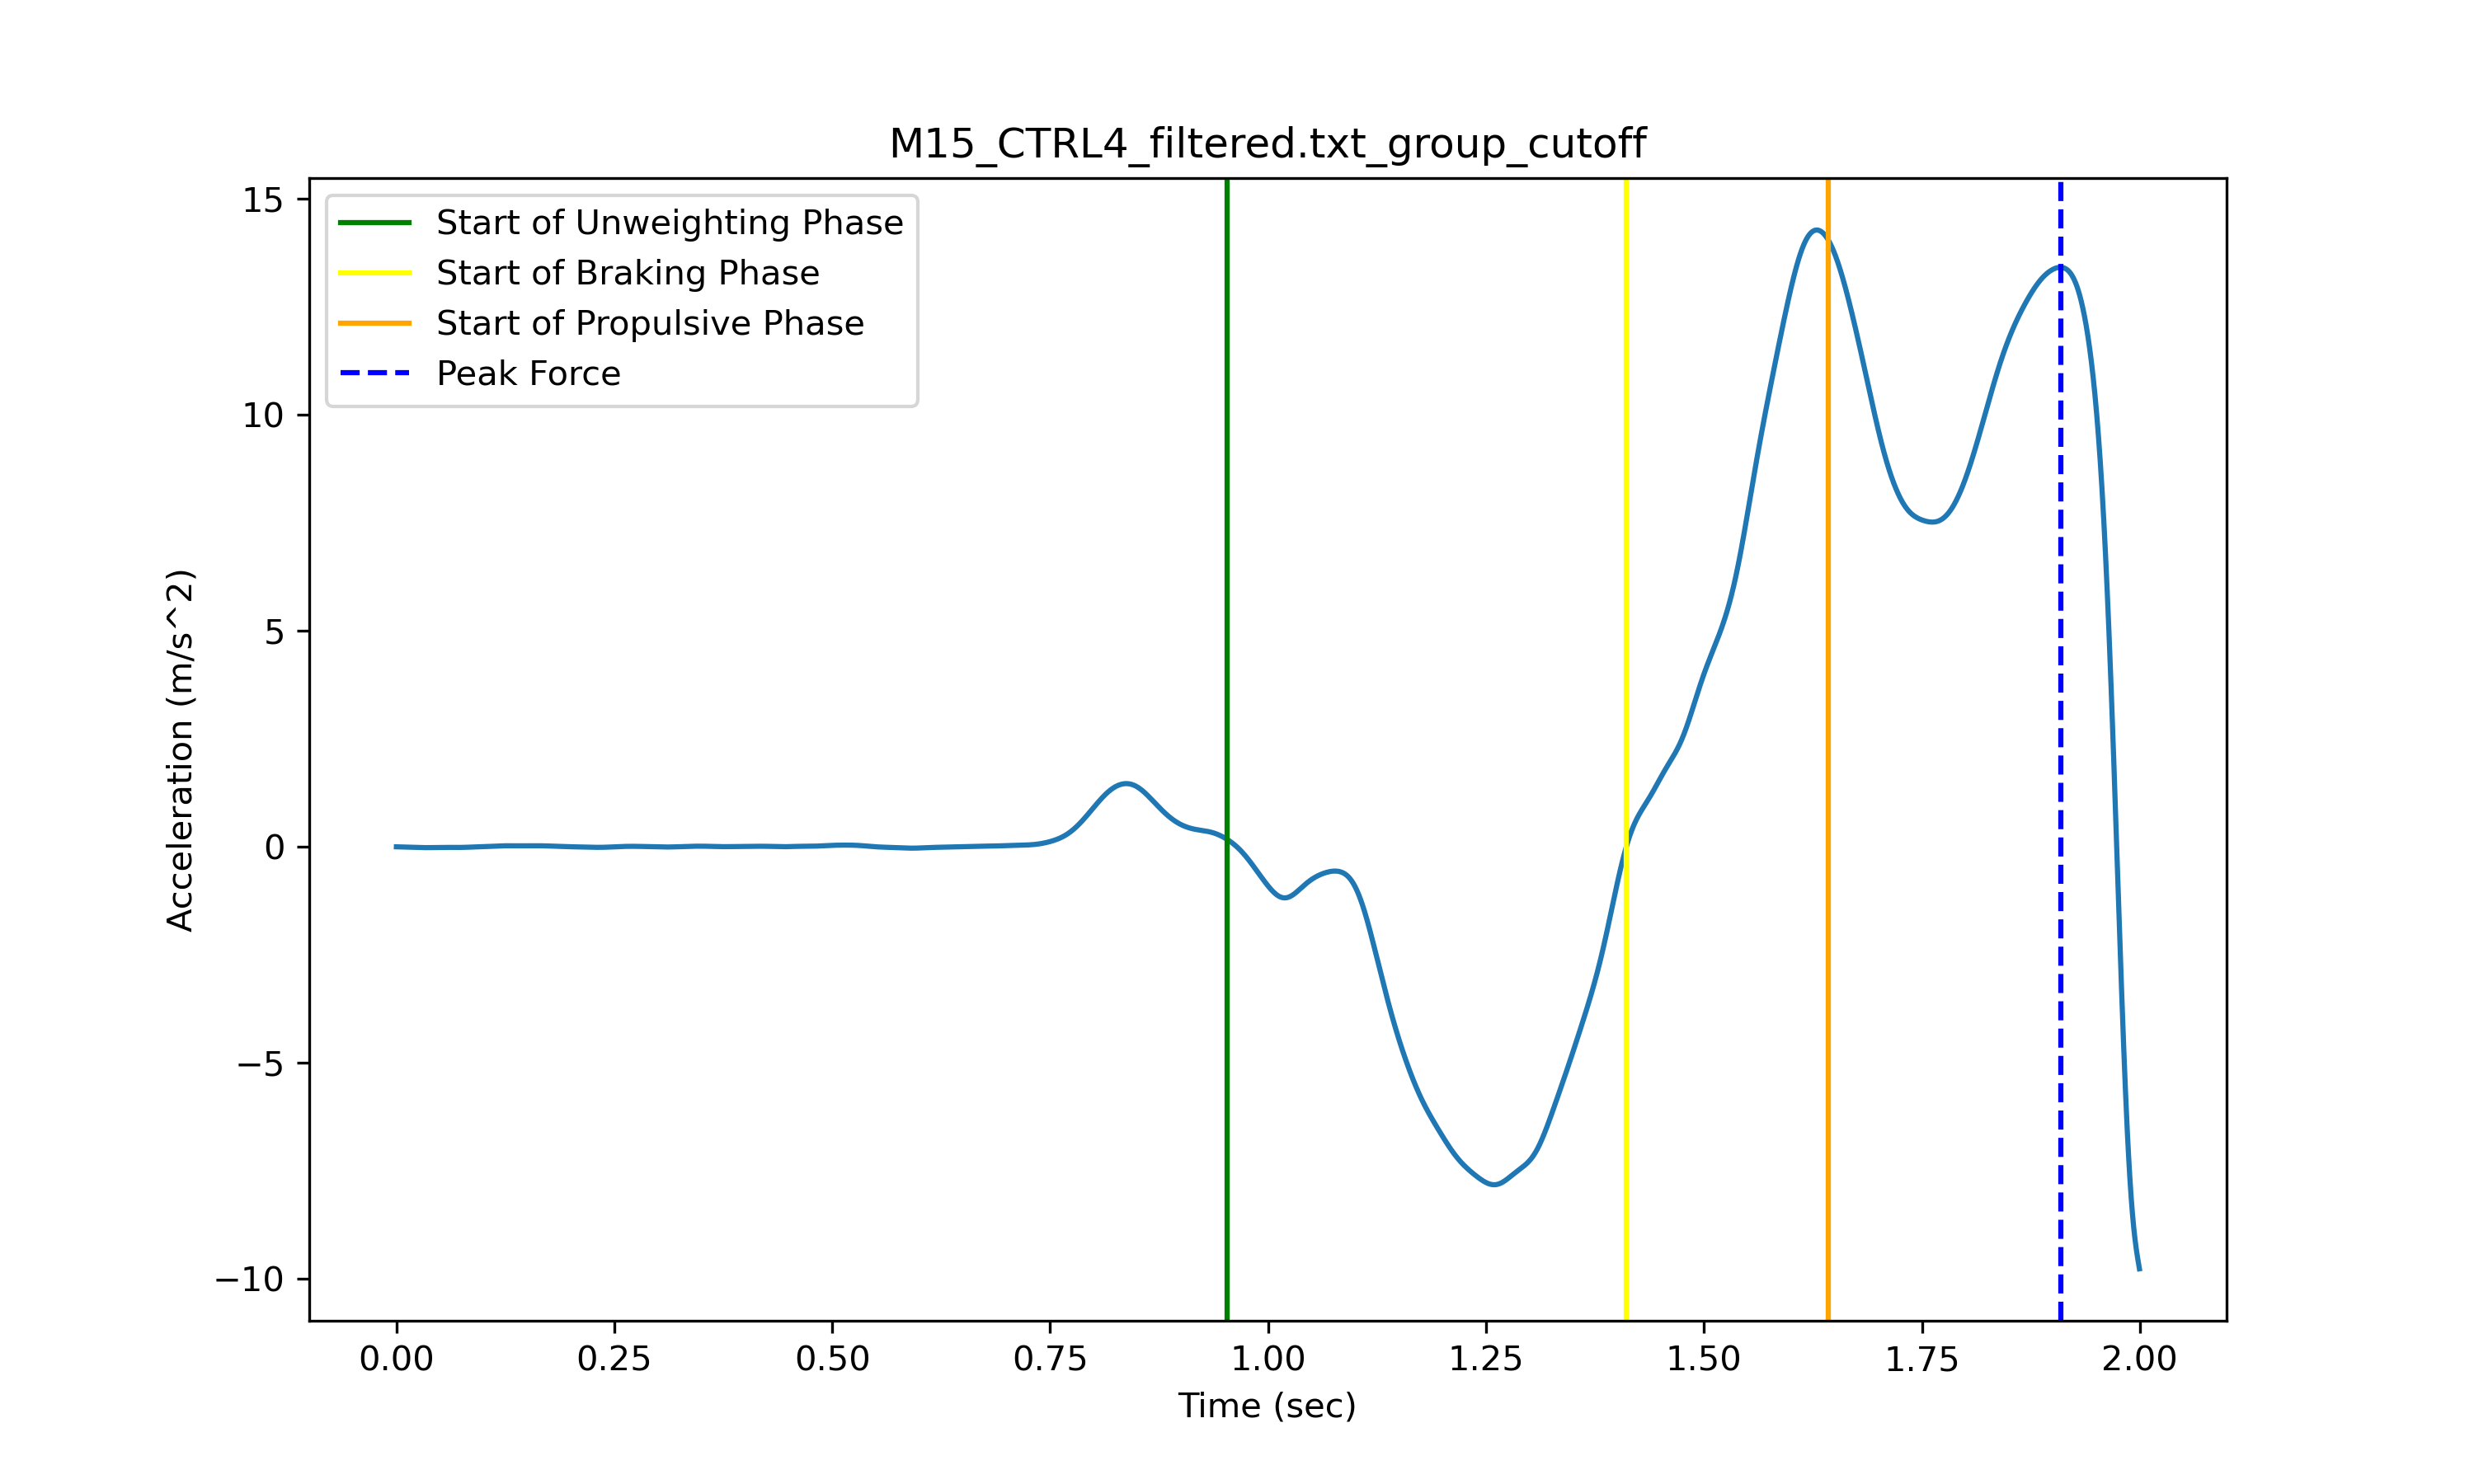 M15_CTRL4_filtered.txt_group_cutoff
Start of Unweighting Phase
Start of Braking Phase
Start of Propulsive Phase
Peak Force
15
10
5
0
−5
−10
Acceleration (m/s^2)
0.00 0.25 0.50 0.75 1.00 1.25 1.50 1.75 2.00
Time (sec)